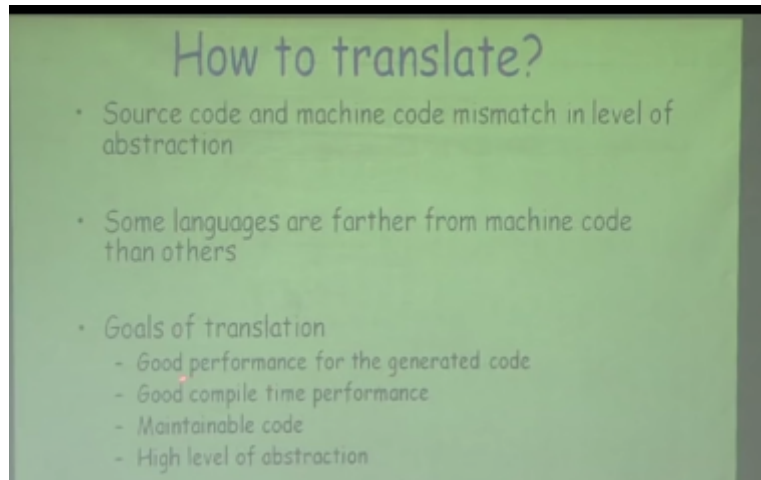 How to translate?
• Source code and machine code mismatch in level of
abstraction
• Some languages are farther from machine code
than others
• Goals of translation
- Good performance for the generated code
- Good compile time performance
- Maintainable code
- High level of abstraction